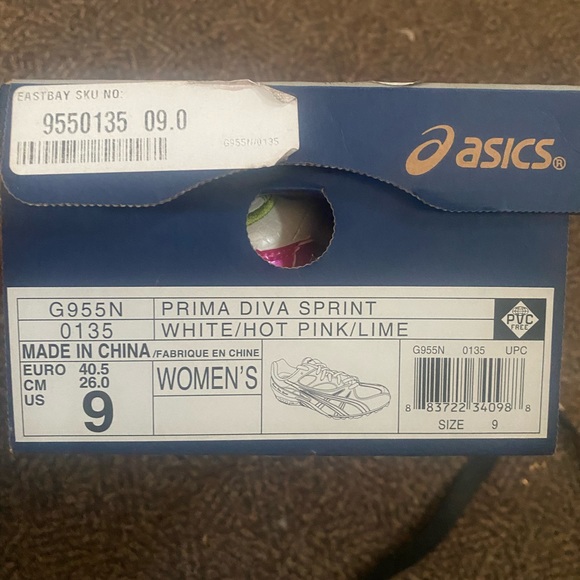 EASTBAY SKU NO:
9550135 09.0
G955N/0135
asics®
G955N PRIMA DIVA SPRINT
0135 WHITE/HOT PINK/LIME
MADE IN CHINA /FABRIQUE EN CHINE
EURO 40.5
CM 26.0
US 9
WOMEN'S
PVC
FREE
G955N 0135 UPC
8 83722 34098 8
SIZE 9